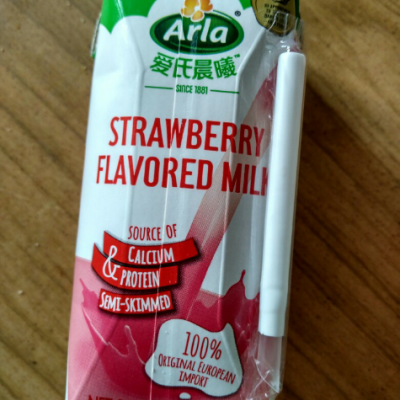 Arla
爱氏晨曦
SINCE 1881
STRAWBERRY
FLAVORED MILK
SOURCE OF
CALCIUM
& PROTEIN
SEMI-SKIMMED
100%
ORIGINAL EUROPEAN
IMPORT